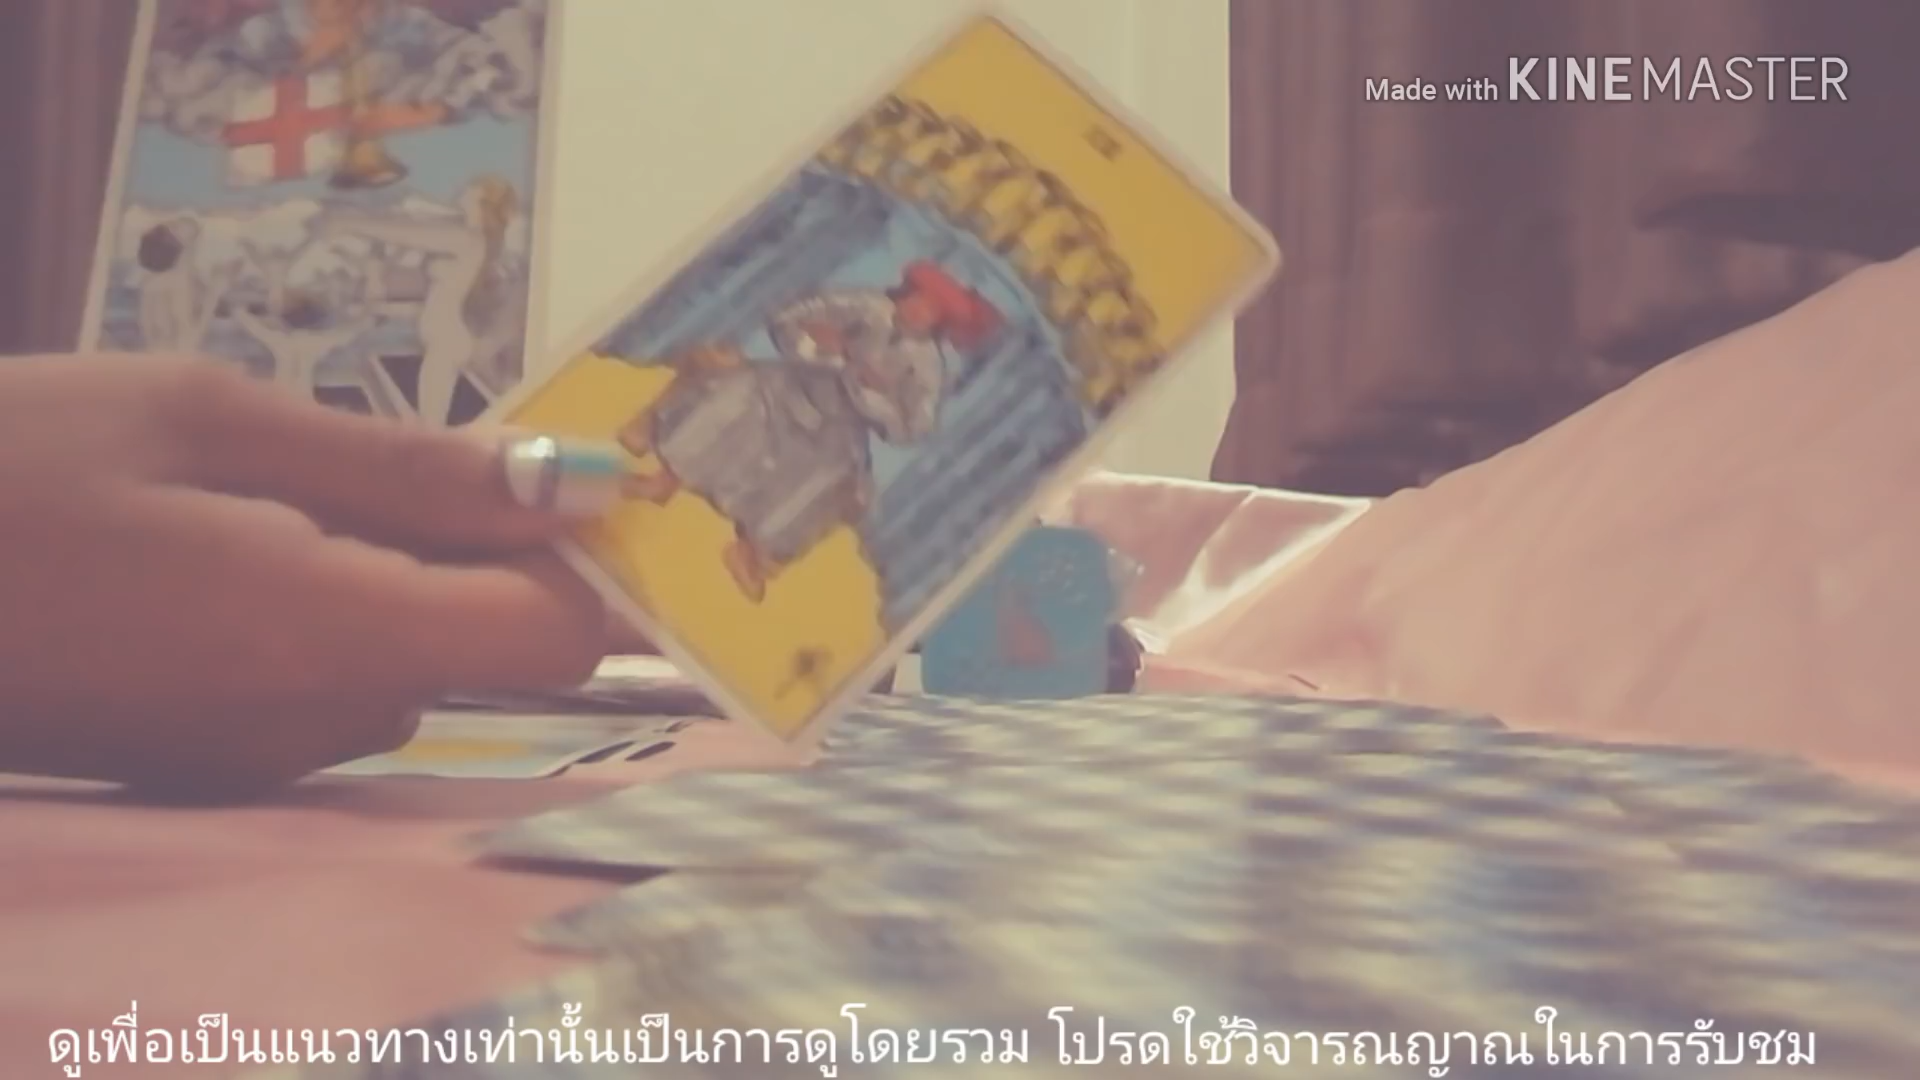 Made with KINEMASTER
ดูเพื่อเป็นแนวทางเท่านั้นเป็นการดูโดยรวม โปรดใช้วิจารณญาณในการรับชม